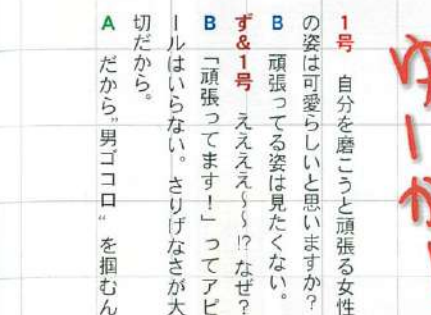 ゆーか
1号 自分を磨こうと頑張る女性
の姿は可愛らしいと思いますか?
B 頑張ってる姿は見たくない。
ず&1号 ええええ〜〜!? なぜ?
B 「頑張ってます!」ってアピ
ールはいらない。さりげなさが大
切だから。
A だから〝男ゴコロ〟を掴むん